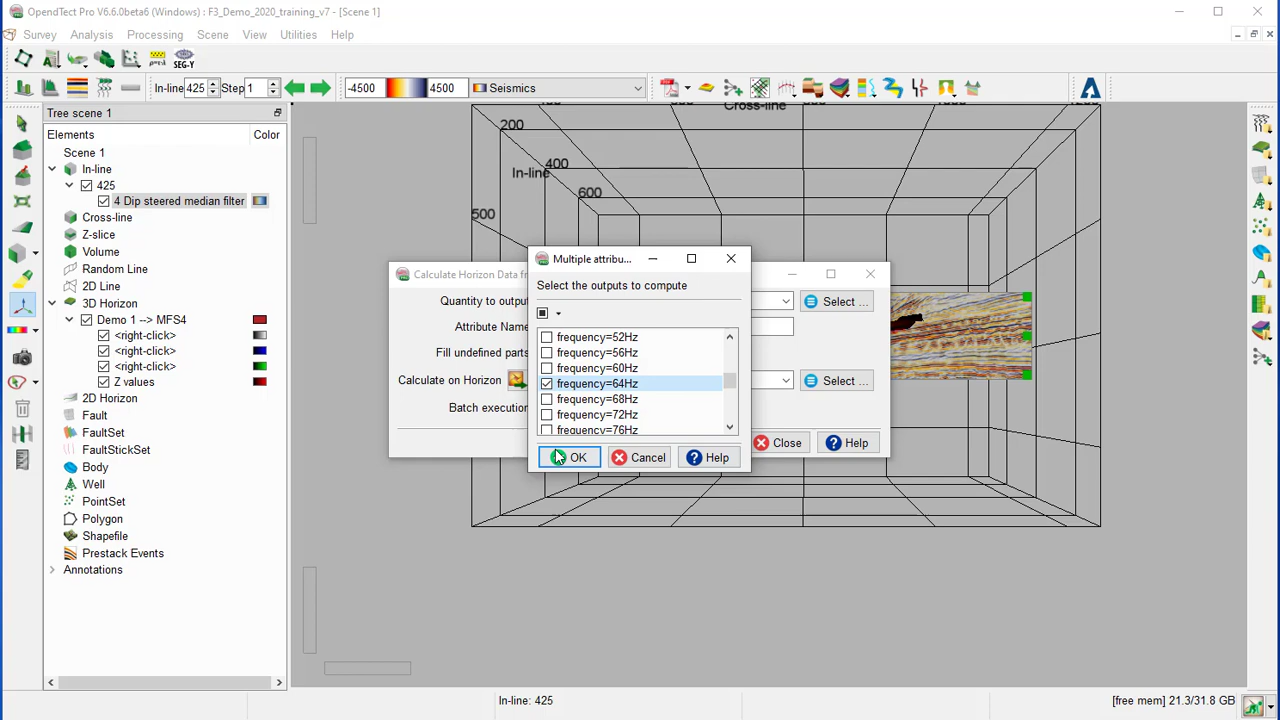 OpendTect Pro V6.6.0beta6 (Windows) : F3_Demo_2020_training_v7 - [Scene 1]
Survey Analysis Processing Scene View Utilities Help
SEG-Y
In-line 425 Step 1 -4500 4500 Seismics
Tree scene 1
Elements Color
Scene 1
In-line
425
4 Dip steered median filter
Cross-line
Z-slice
Volume
Random Line
2D Line
3D Horizon
Demo 1 --> MFS4
<right-click>
<right-click>
<right-click>
Z values
2D Horizon
Fault
FaultSet
FaultStickSet
Body
Well
PointSet
Polygon
Shapefile
Prestack Events
Annotations
Cross-line
200
400
In-line
600
500
Calculate Horizon Data fr
Quantity to outpu
Select ...
Attribute Name
Fill undefined parts
Calculate on Horizon
Select ...
Batch execution
Close Help
Multiple attribu...
Select the outputs to compute
frequency=52Hz
frequency=56Hz
frequency=60Hz
frequency=64Hz
frequency=68Hz
frequency=72Hz
frequency=76Hz
OK Cancel Help
In-line: 425
[free mem] 21.3/31.8 GB